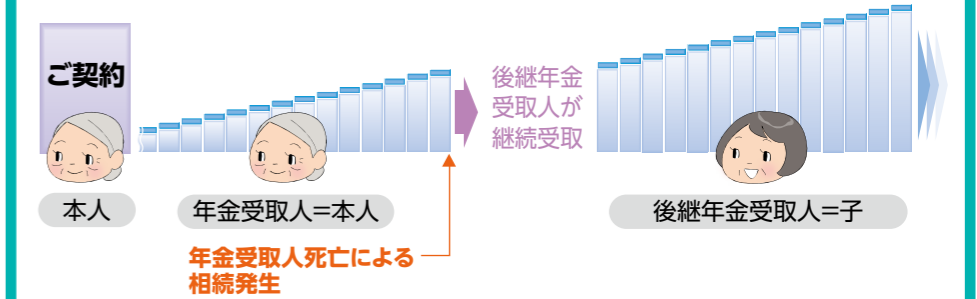 ご契約
後継年金
受取人が
継続受取
本人
年金受取人=本人
後継年金受取人=子
年金受取人死亡による
相続発生